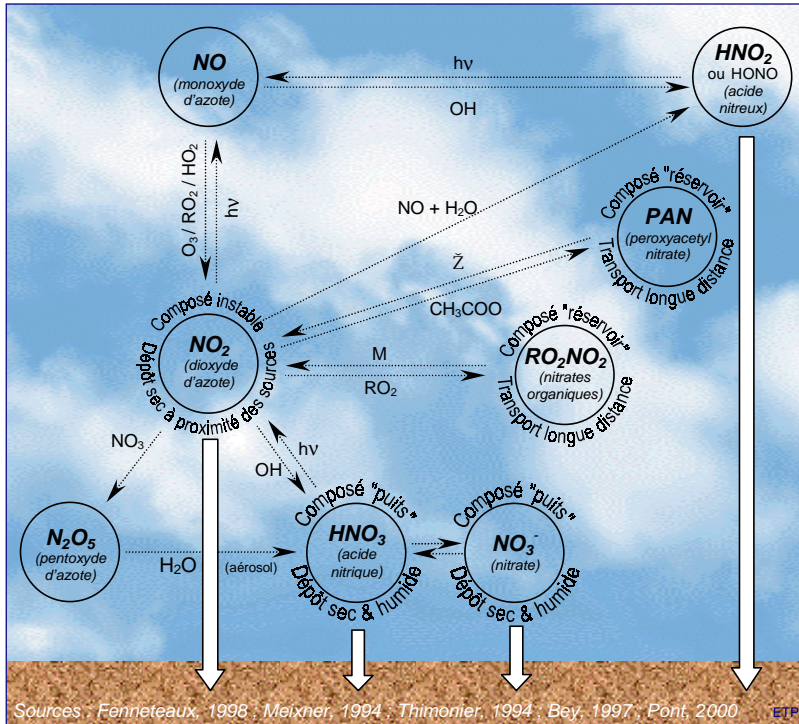 NO
(monoxyde
d'azote)
hν
OH
HNO2
ou HONO
(acide
nitreux)
O3 / RO2 / HO2
hν
NO + H2O
Composé "réservoir"
PAN
(peroxyacetyl
nitrate)
Transport longue distance
Ž
CH3COO
Composé instable
NO2
(dioxyde
d'azote)
Dépôt sec à proximité des sources
M
RO2
Composé "réservoir"
RO2NO2
(nitrates
organiques)
Transport longue distance
NO3
OH
hν
N2O5
(pentoxyde
d'azote)
H2O (aérosol)
Composé "puits"
HNO3
(acide
nitrique)
Dépôt sec & humide
Composé "puits"
NO3-
(nitrate)
Dépôt sec & humide
Sources : Fenneteaux, 1998 ; Meixner, 1994 ; Thimonier, 1994 ; Bey, 1997 ; Pont, 2000
ETP